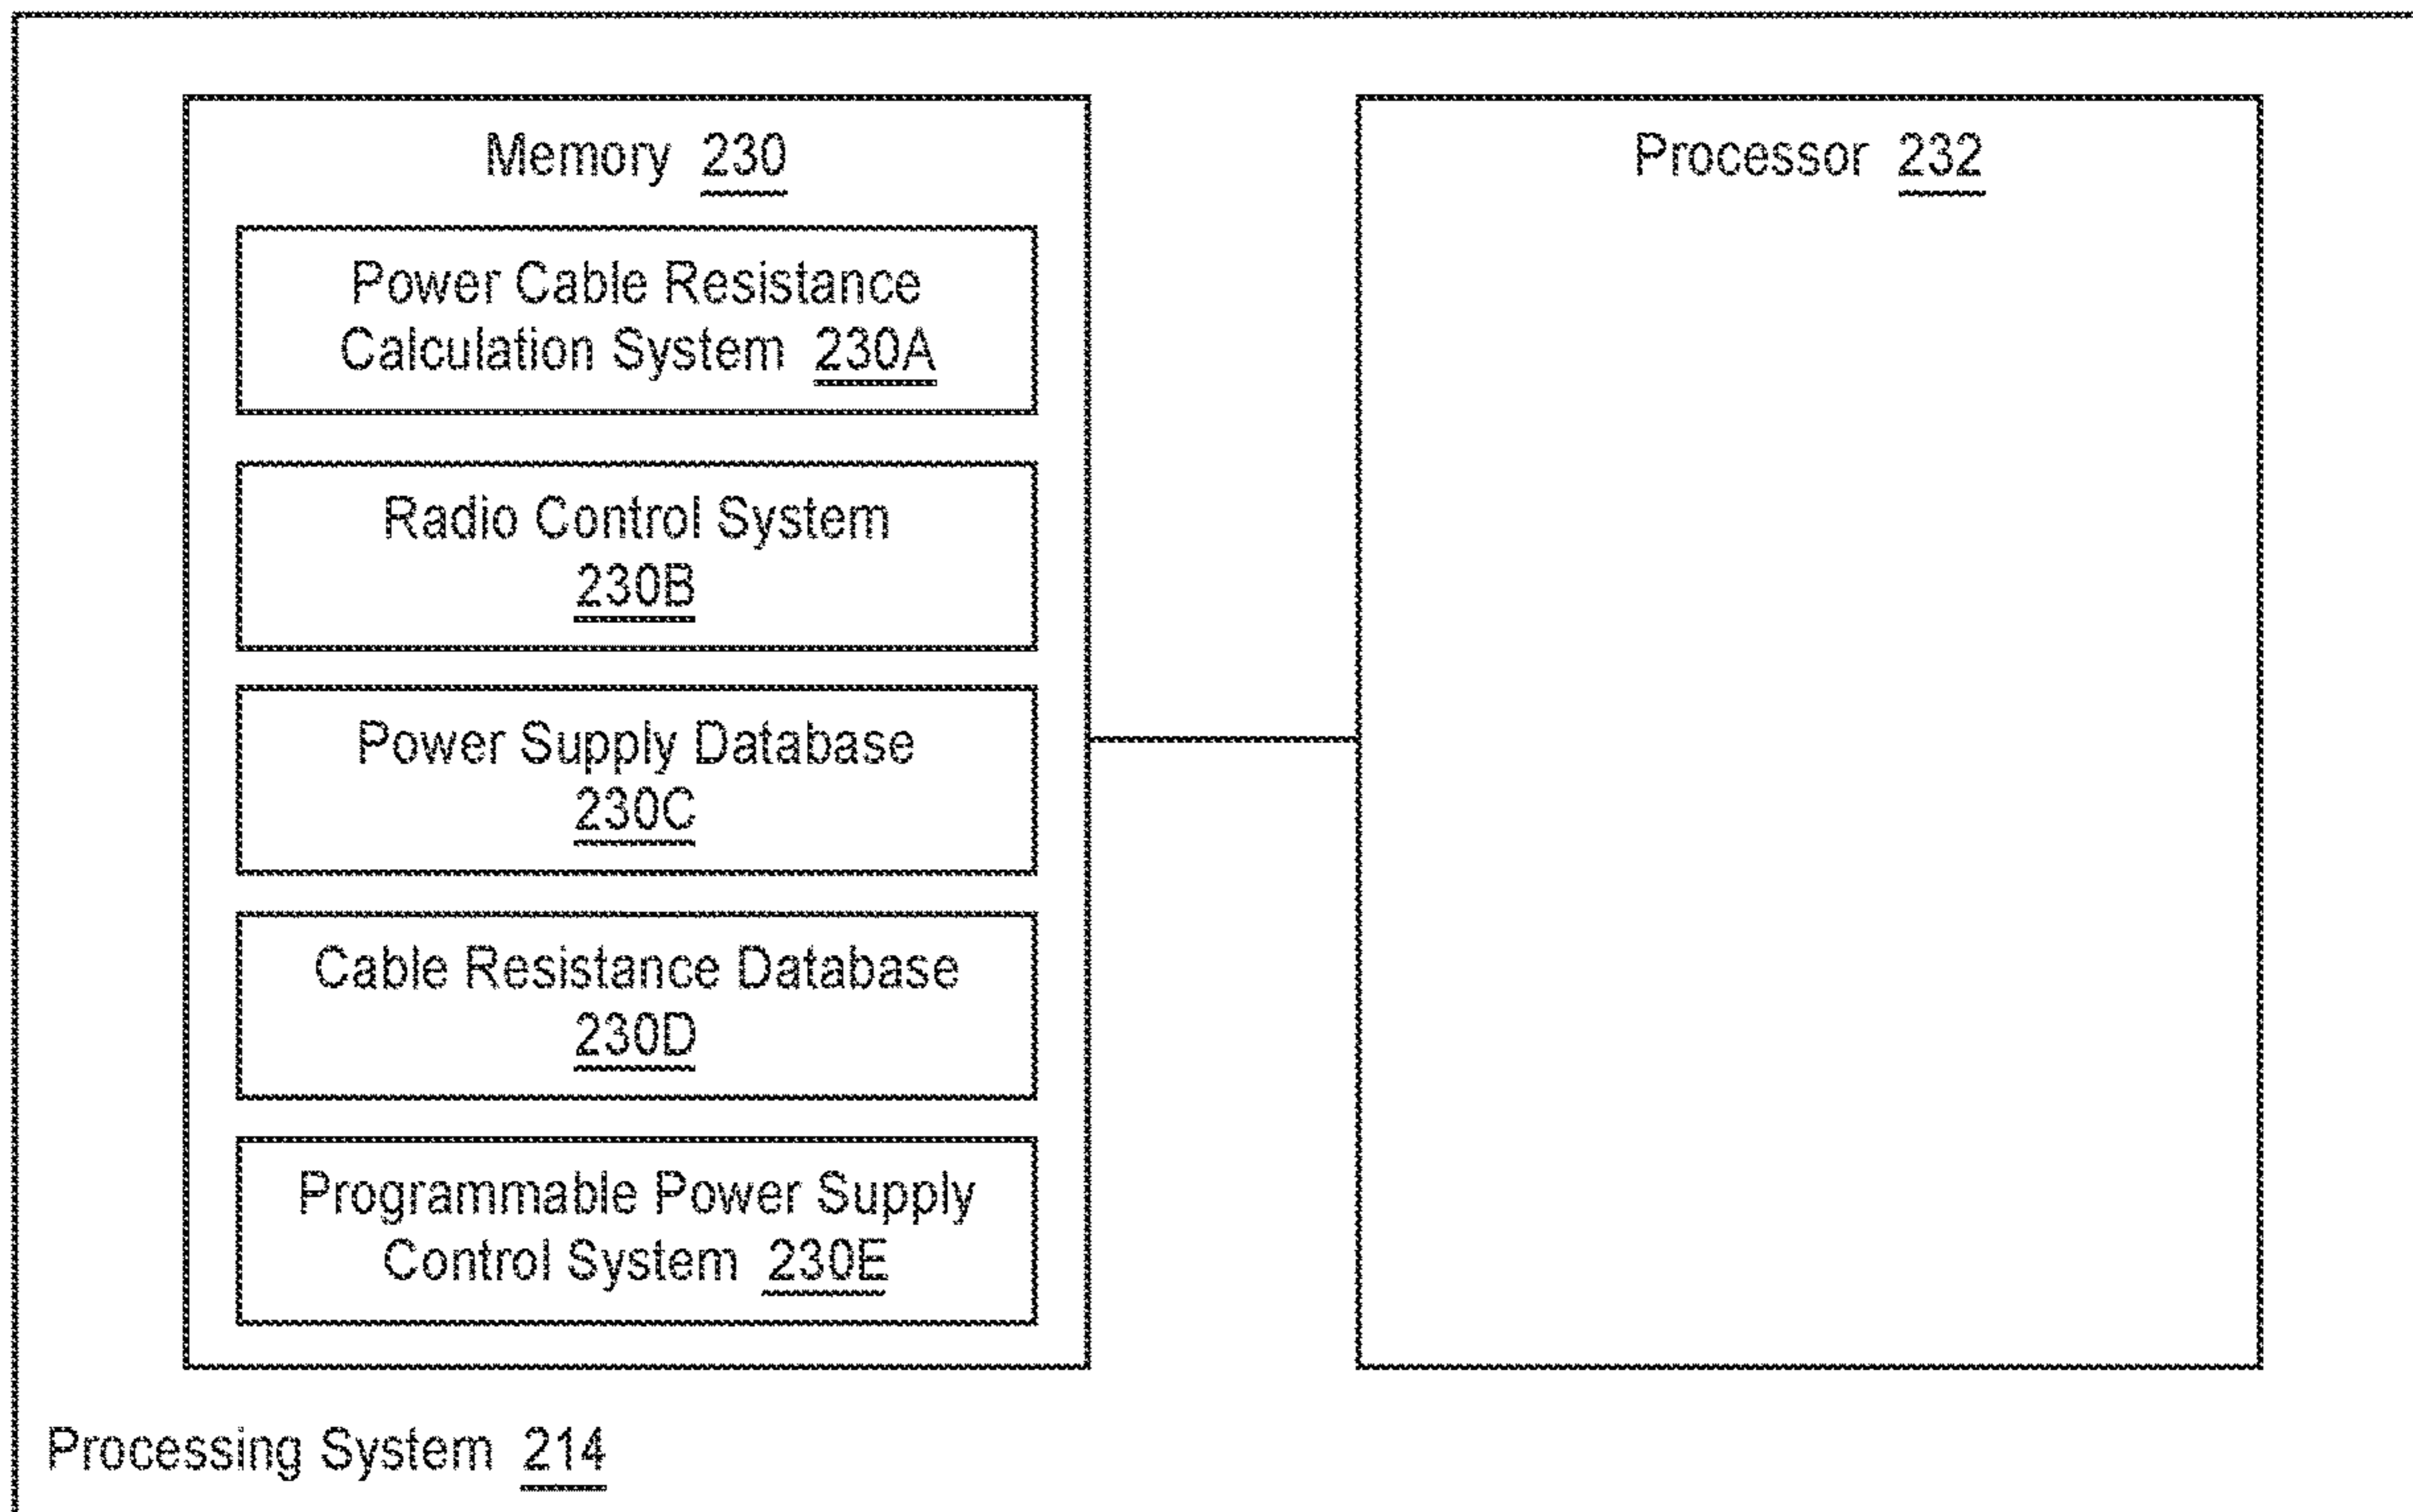 Memory 230
Power Cable Resistance
Calculation System 230A
Radio Control System
230B
Power Supply Database
230C
Cable Resistance Database
230D
Programmable Power Supply
Control System 230E
Processor 232
Processing System 214